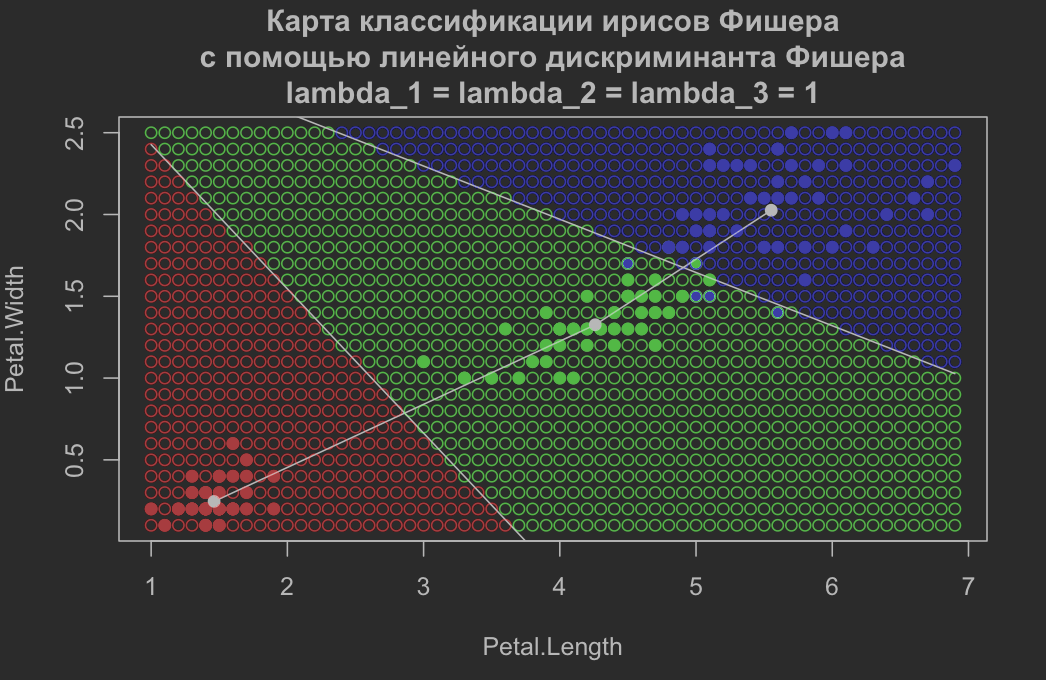 Карта классификации ирисов Фишера
с помощью линейного дискриминанта Фишера
lambda_1 = lambda_2 = lambda_3 = 1
2.5
2.0
1.5
1.0
0.5
Petal.Width
1 2 3 4 5 6 7
Petal.Length